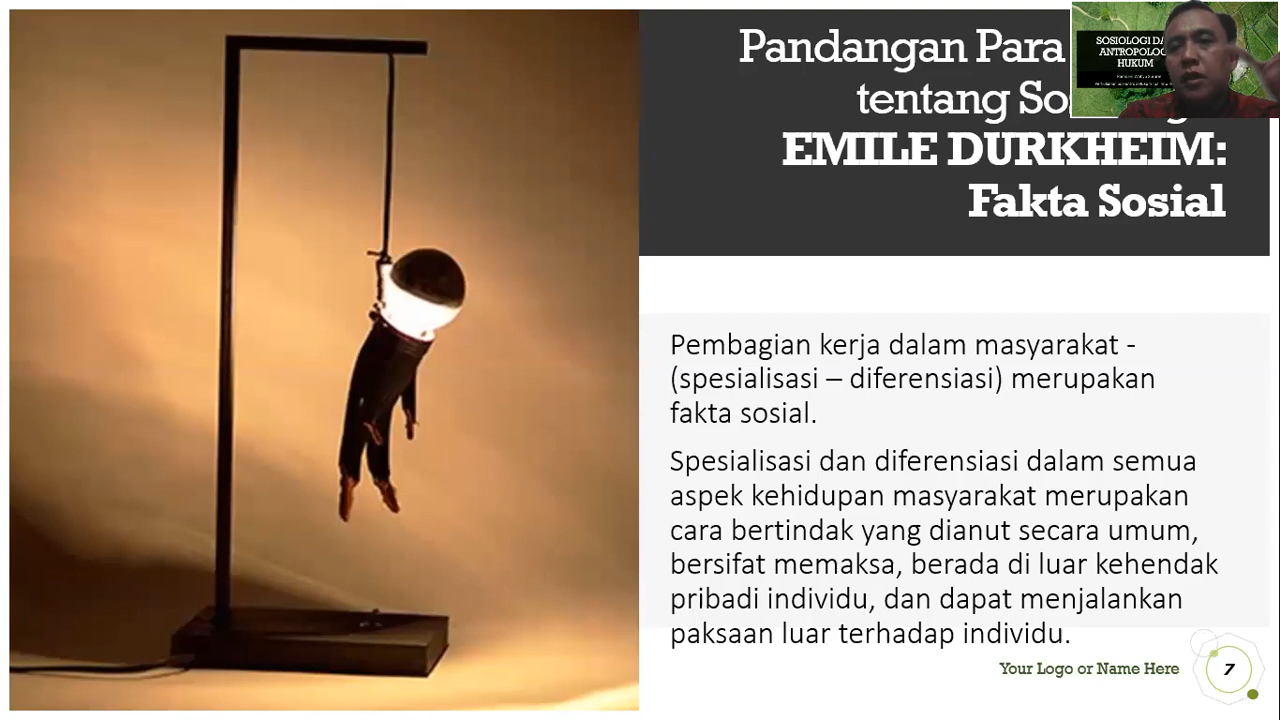 Pandangan Para
tentang
EMILE DURKHEIM:
Fakta Sosial
SOSIOLOGI
ANTROPOLOGI
HUKUM
Pembagian kerja dalam masyarakat -
(spesialisasi – diferensiasi) merupakan
fakta sosial.
Spesialisasi dan diferensiasi dalam semua
aspek kehidupan masyarakat merupakan
cara bertindak yang dianut secara umum,
bersifat memaksa, berada di luar kehendak
pribadi individu, dan dapat menjalankan
paksaan luar terhadap individu.
Your Logo or Name Here
7